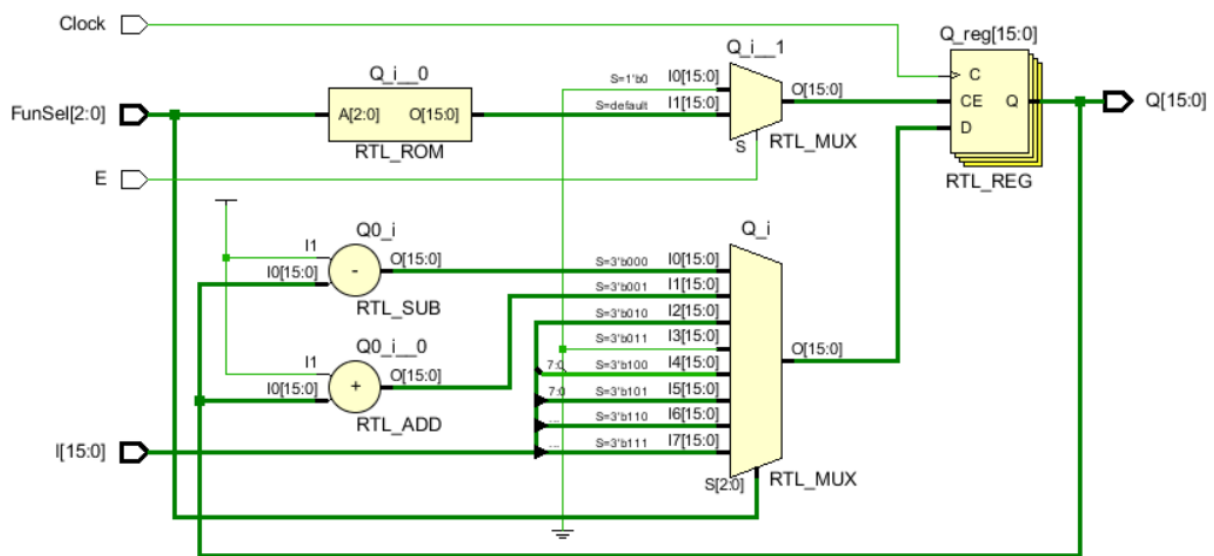 Clock
Q_reg[15:0]
Q_i__1
Q_i__0
S=1'b0 I0[15:0]
C
FunSel[2:0]
A[2:0] O[15:0]
S=default I1[15:0]
O[15:0]
CE Q
Q[15:0]
D
RTL_ROM
S
RTL_MUX
E
RTL_REG
Q0_i
Q_i
I1
I0[15:0]
-
O[15:0]
S=3'b000 I0[15:0]
S=3'b001 I1[15:0]
RTL_SUB
S=3'b010 I2[15:0]
Q0_i__0
S=3'b011 I3[15:0]
O[15:0]
I1
I0[15:0]
+
O[15:0]
7:0 S=3'b100 I4[15:0]
7:0 S=3'b101 I5[15:0]
RTL_ADD
... S=3'b110 I6[15:0]
I[15:0]
... S=3'b111 I7[15:0]
S[2:0]
RTL_MUX